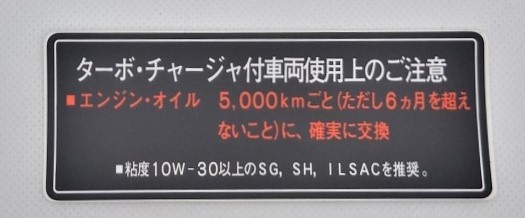 ターボ・チャージャ付車両使用上のご注意
■エンジン・オイル 5,000kmごと(ただし6ヵ月を超え
ないこと)に、確実に交換
■粘度10W-30以上のSG, SH, ILSACを推奨。